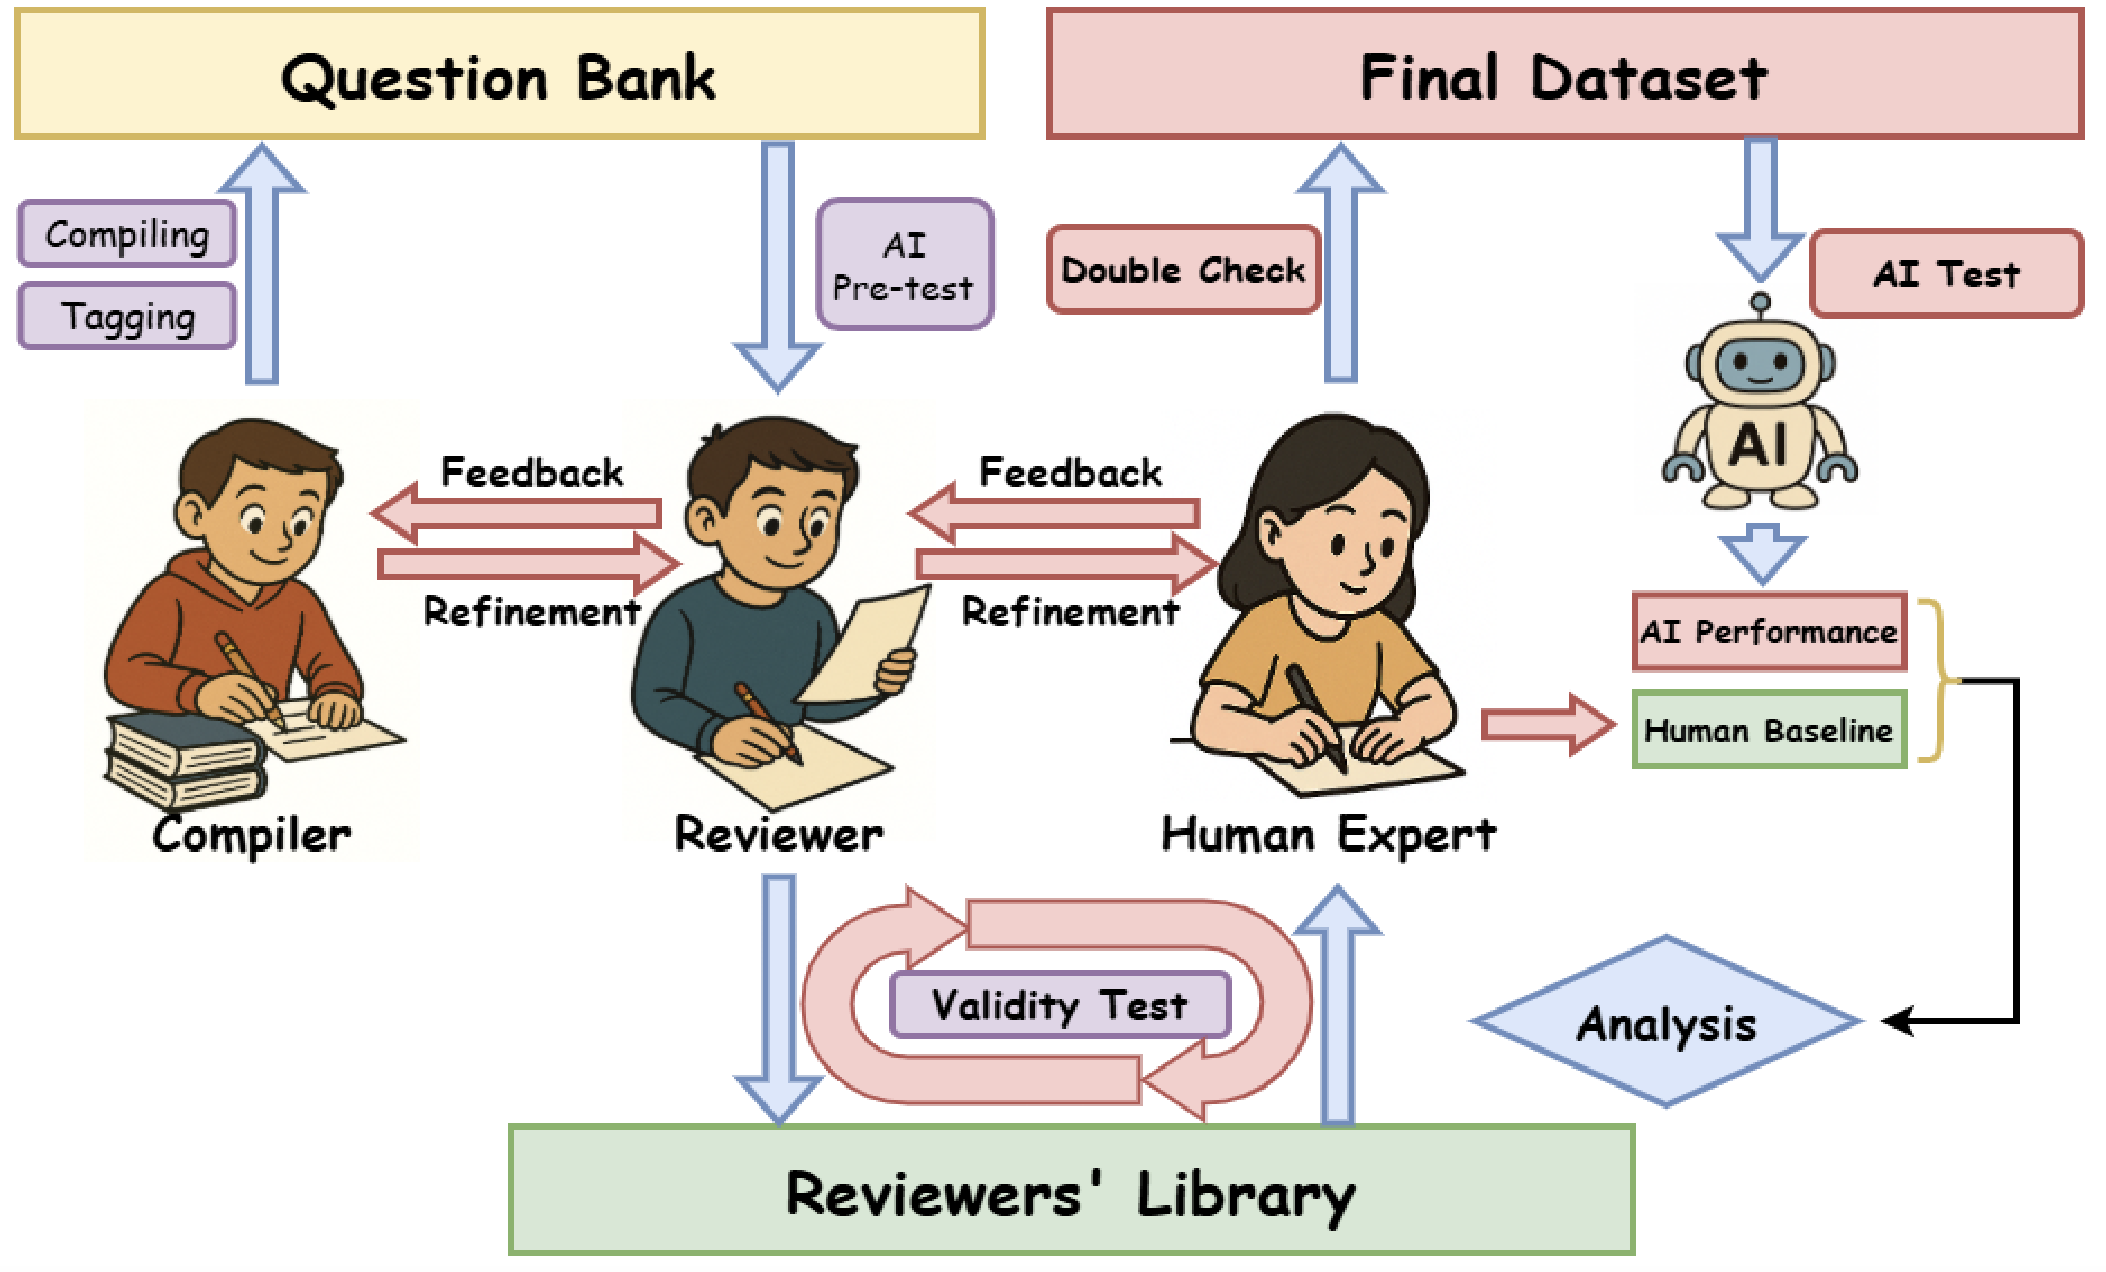 Question Bank
Final Dataset
Compiling
Tagging
AI
Pre-test
Double Check
AI Test
AI
Feedback
Refinement
Feedback
Refinement
AI Performance
Human Baseline
Compiler
Reviewer
Human Expert
Validity Test
Analysis
Reviewers' Library